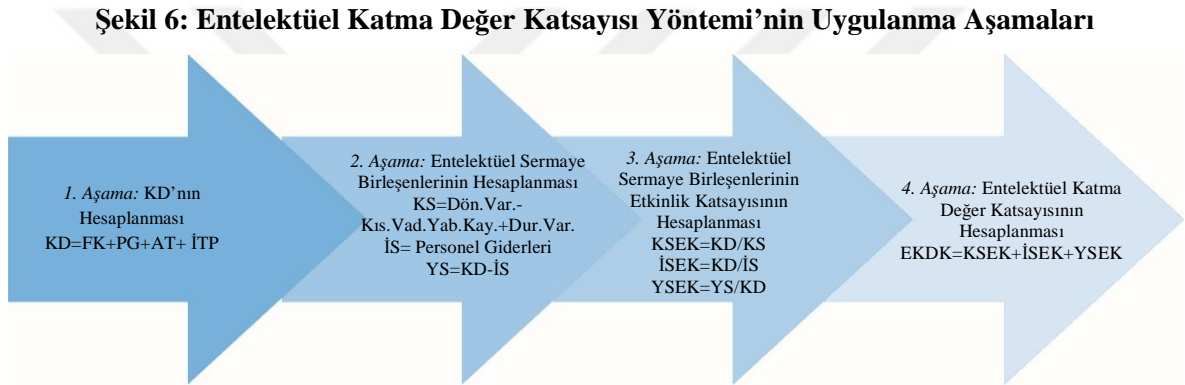 Şekil 6: Entelektüel Katma Değer Katsayısı Yöntemi’nin Uygulanma Aşamaları
1. Aşama: KD’nın
Hesaplanması
KD=FK+PG+AT+ İTP
2. Aşama: Entelektüel Sermaye
Birleşenlerinin Hesaplanması
KS=Dön.Var.-
Kıs.Vad.Yab.Kay.+Dur.Var.
İS= Personel Giderleri
YS=KD-İS
3. Aşama: Entelektüel
Sermaye Birleşenlerinin
Etkinlik Katsayısının
Hesaplanması
KSEK=KD/KS
İSEK=KD/İS
YSEK=YS/KD
4. Aşama: Entelektüel Katma
Değer Katsayısının
Hesaplanması
EKDK=KSEK+İSEK+YSEK